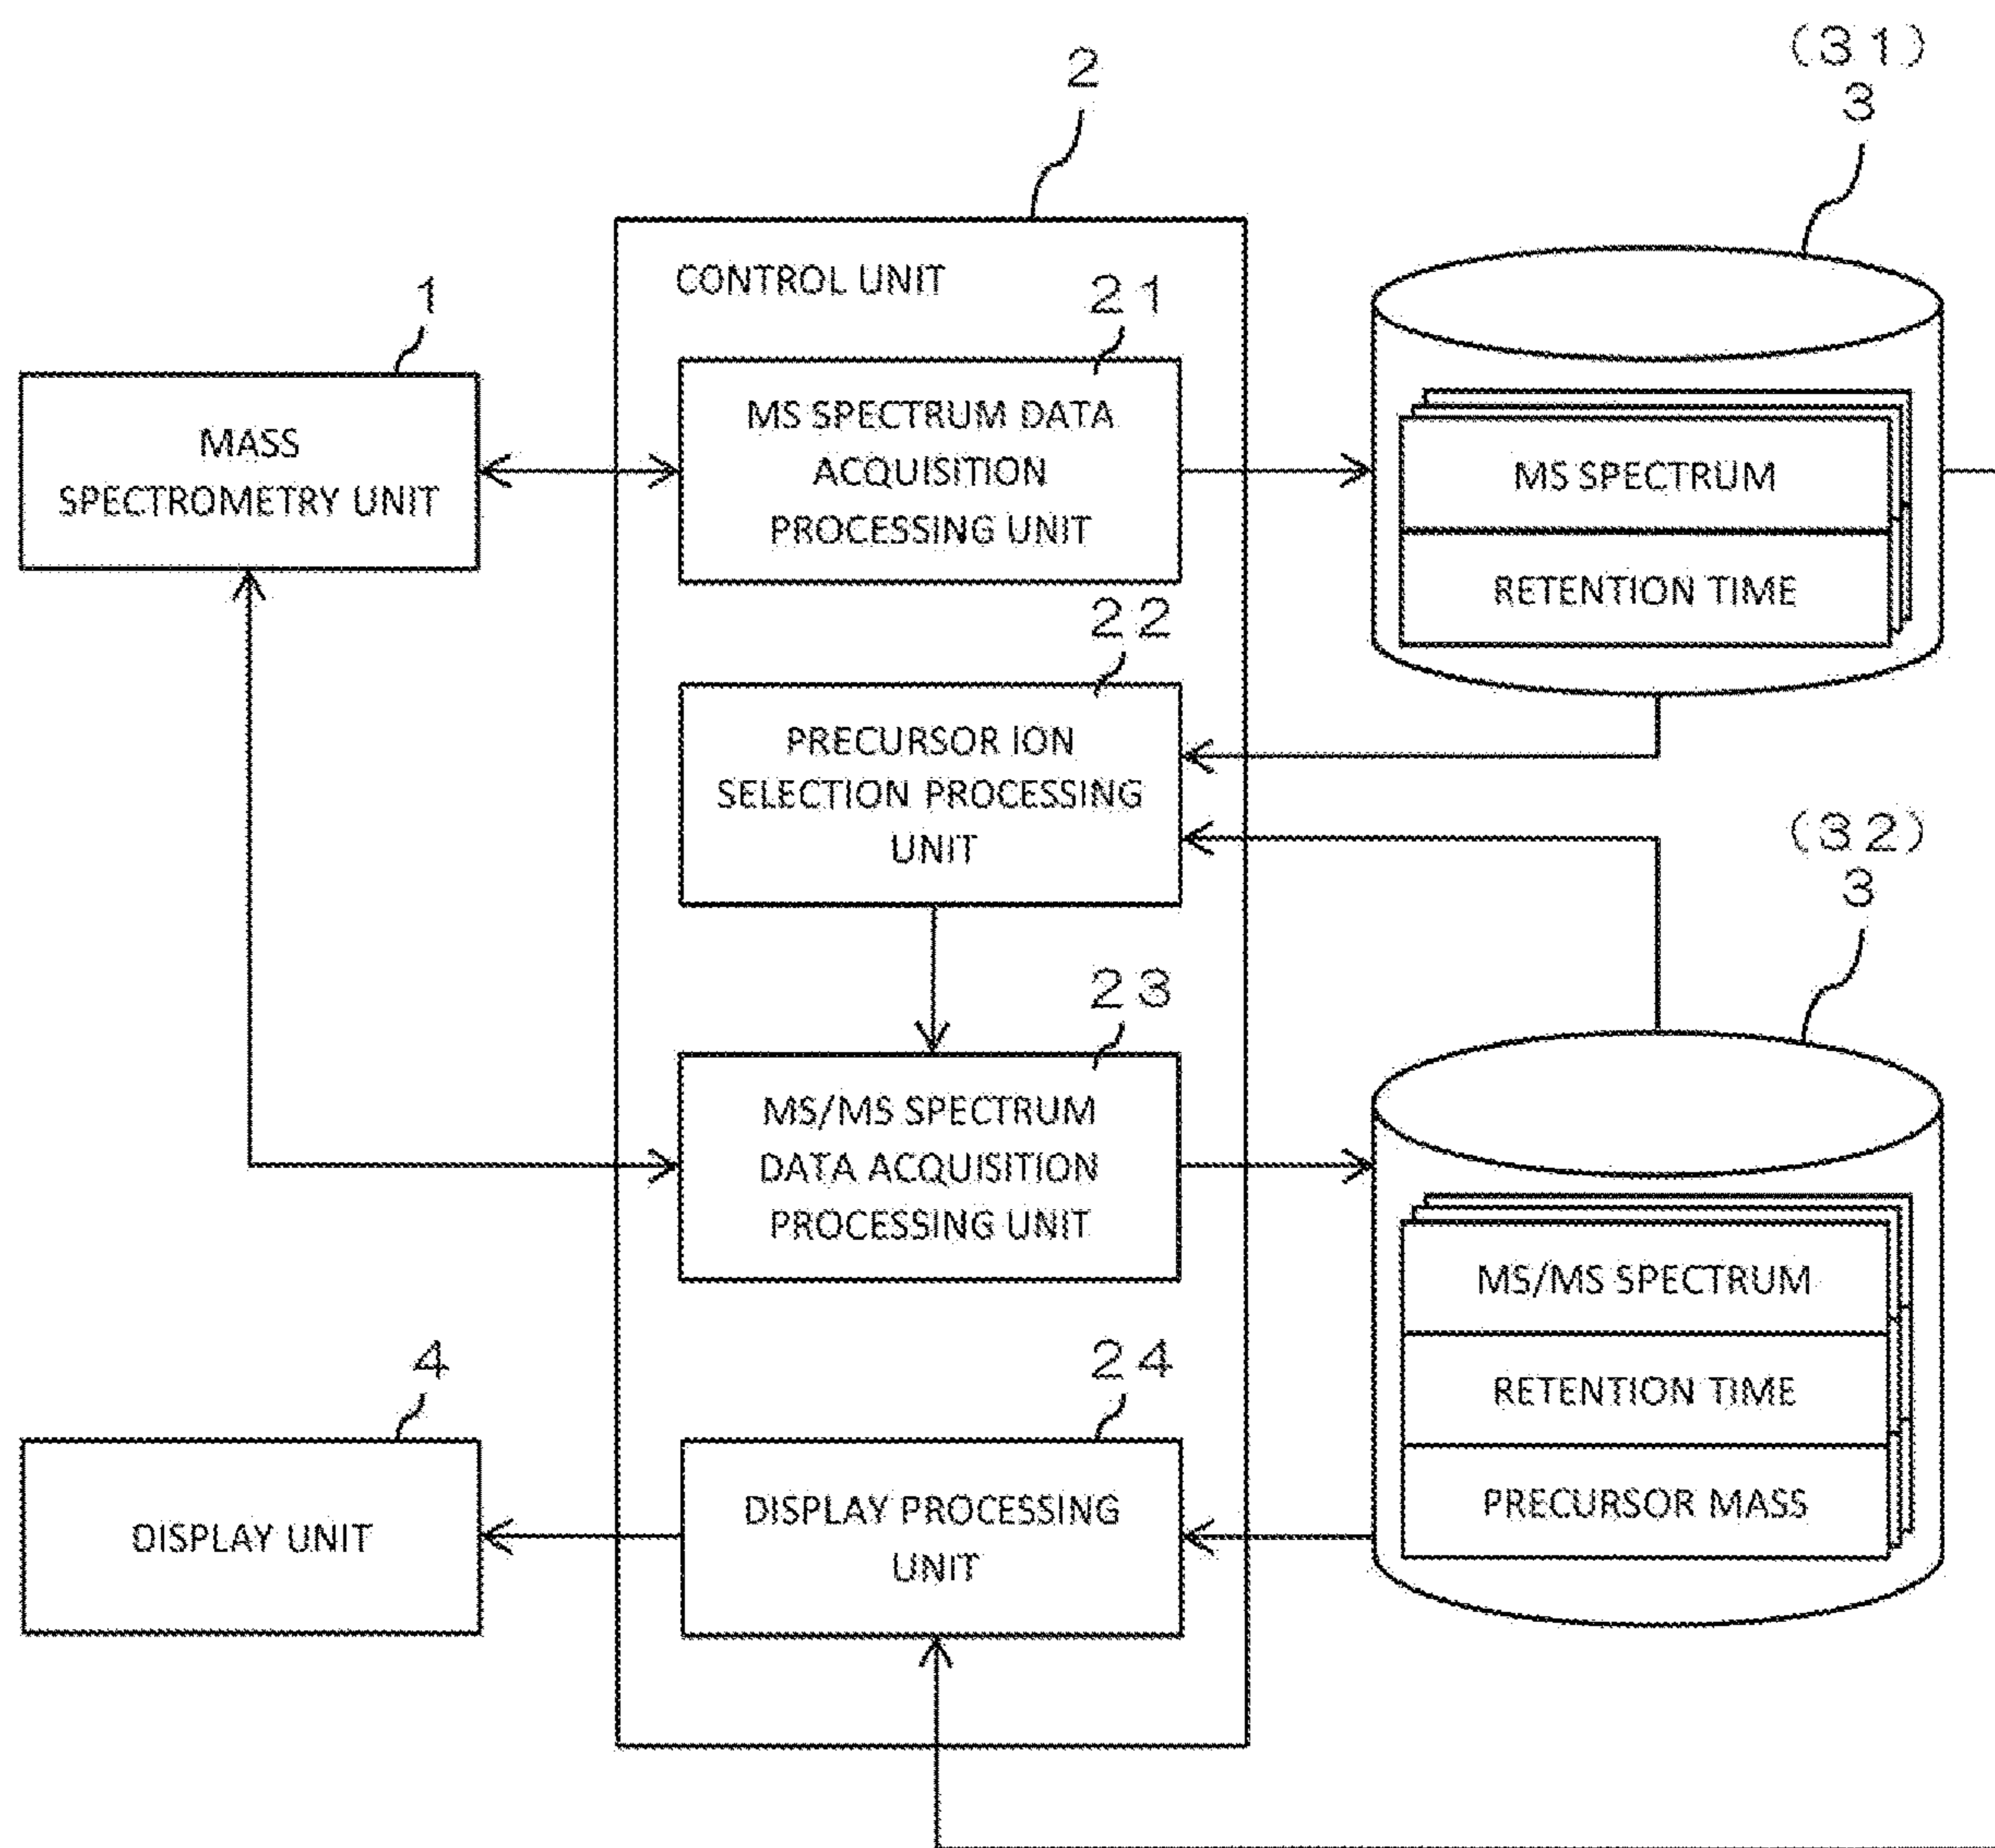 2
(31)
3
CONTROL UNIT
1
21
MASS
SPECTROMETRY UNIT
MS SPECTRUM DATA
ACQUISITION
PROCESSING UNIT
MS SPECTRUM
RETENTION TIME
22
PRECURSOR ION
SELECTION PROCESSING
UNIT
(32)
3
23
MS/MS SPECTRUM
DATA ACQUISITION
PROCESSING UNIT
MS/MS SPECTRUM
RETENTION TIME
PRECURSOR MASS
4
24
DISPLAY UNIT
DISPLAY PROCESSING
UNIT